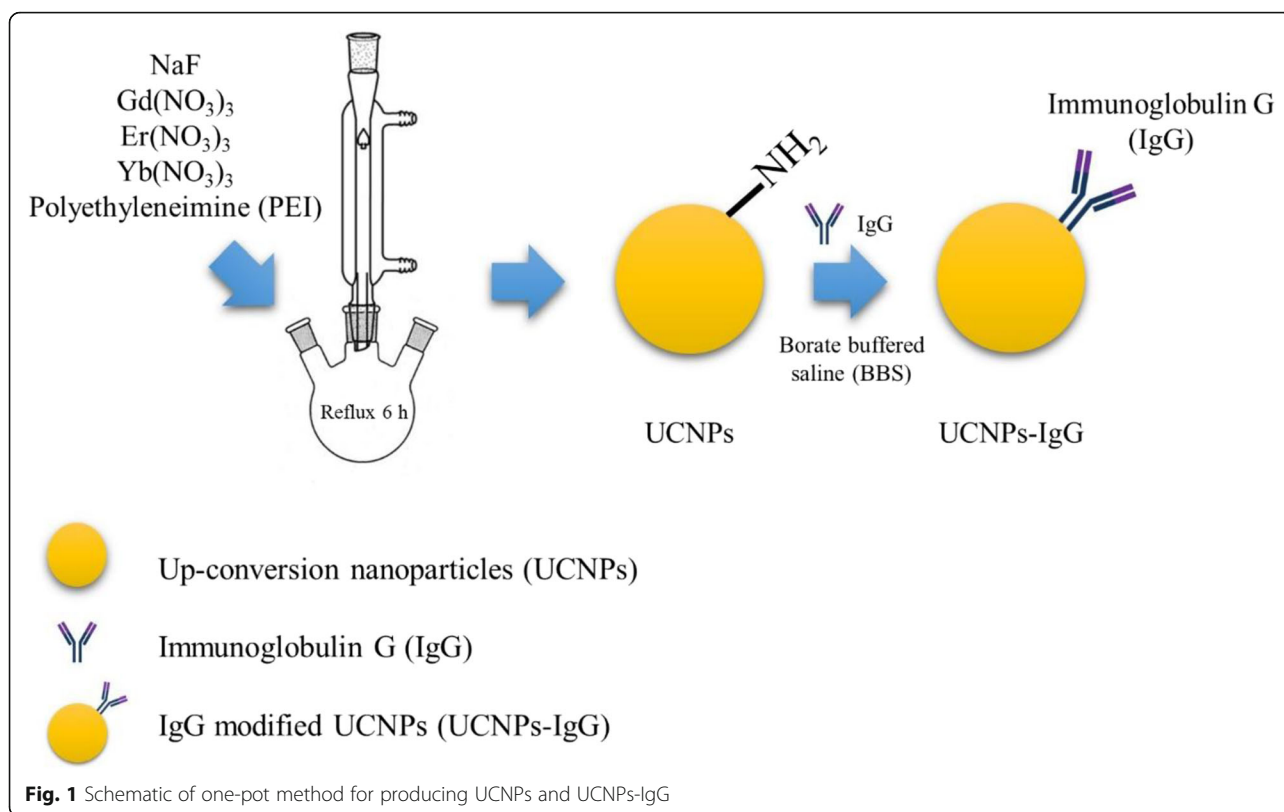 NaF
Gd(NO₃)₃
Er(NO₃)₃
Yb(NO₃)₃
Polyethyleneimine (PEI)
Reflux 6 h
NH₂
UCNPs
IgG
Borate buffered
saline (BBS)
Immunoglobulin G
(IgG)
UCNPs-IgG
Up-conversion nanoparticles (UCNPs)
Immunoglobulin G (IgG)
IgG modified UCNPs (UCNPs-IgG)
Fig. 1 Schematic of one-pot method for producing UCNPs and UCNPs-IgG